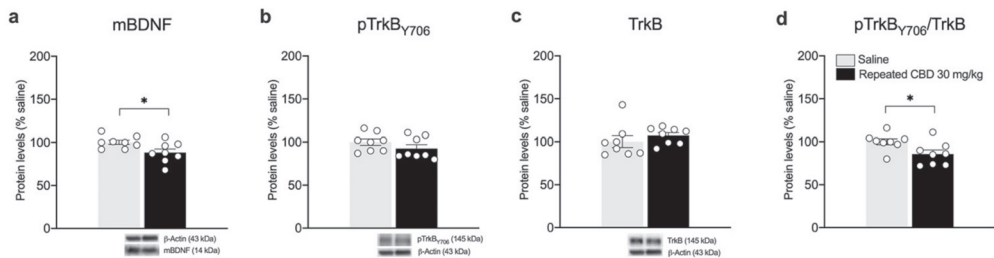 a
mBDNF
Protein levels (% saline)
200
150
100
50
0
*
β-Actin (43 kDa)
mBDNF (14 kDa)
b
pTrkBY706
Protein levels (% saline)
200
150
100
50
0
pTrkBY706 (145 kDa)
β-Actin (43 kDa)
c
TrkB
Protein levels (% saline)
200
150
100
50
0
TrkB (145 kDa)
β-Actin (43 kDa)
d
pTrkBY706/TrkB
Protein levels (% saline)
200
150
100
50
0
Saline
Repeated CBD 30 mg/kg
*